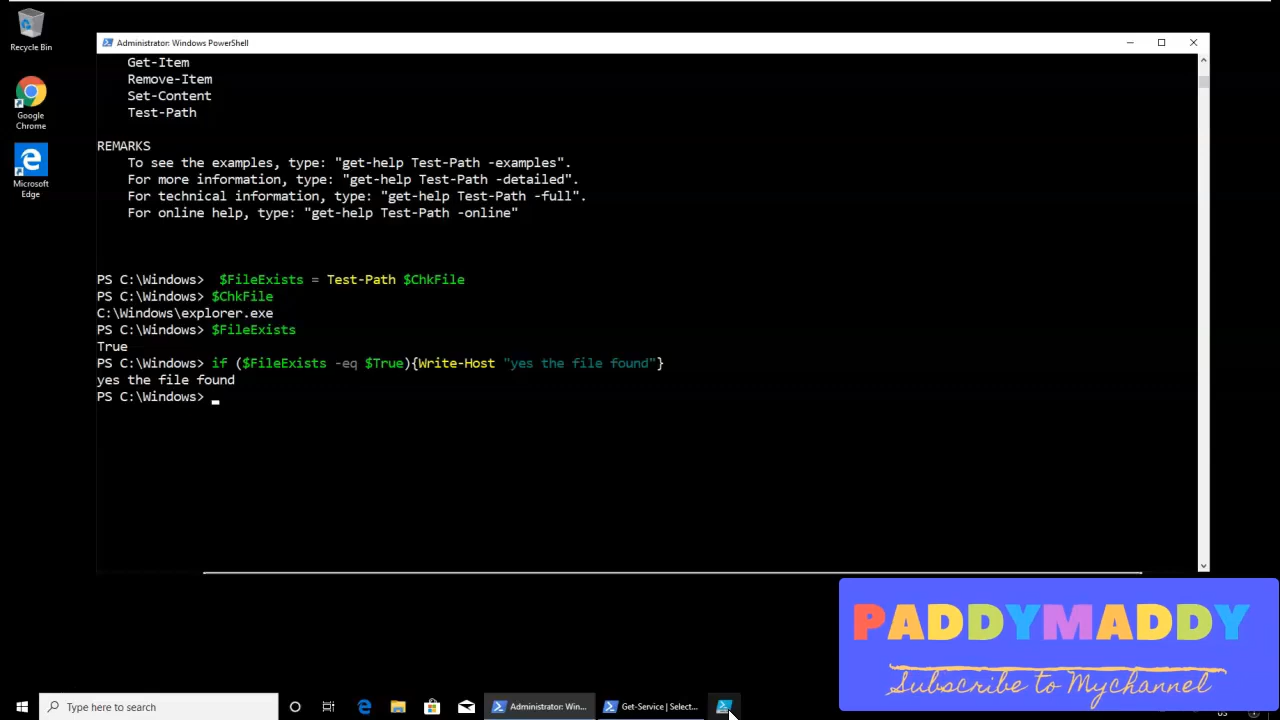 Recycle Bin
Google
Chrome
Microsoft
Edge
Administrator: Windows PowerShell
Get-Item
Remove-Item
Set-Content
Test-Path
REMARKS
To see the examples, type: "get-help Test-Path -examples".
For more information, type: "get-help Test-Path -detailed".
For technical information, type: "get-help Test-Path -full".
For online help, type: "get-help Test-Path -online"
PS C:\Windows>  $FileExists = Test-Path $ChkFile
PS C:\Windows> $ChkFile
C:\Windows\explorer.exe
PS C:\Windows> $FileExists
True
PS C:\Windows> if ($FileExists -eq $True){Write-Host "yes the file found"}
yes the file found
PS C:\Windows>
PADDYMADDY
Subscribe to Mychannel
Type here to search
Administrator: Win...
Get-Service | Select...